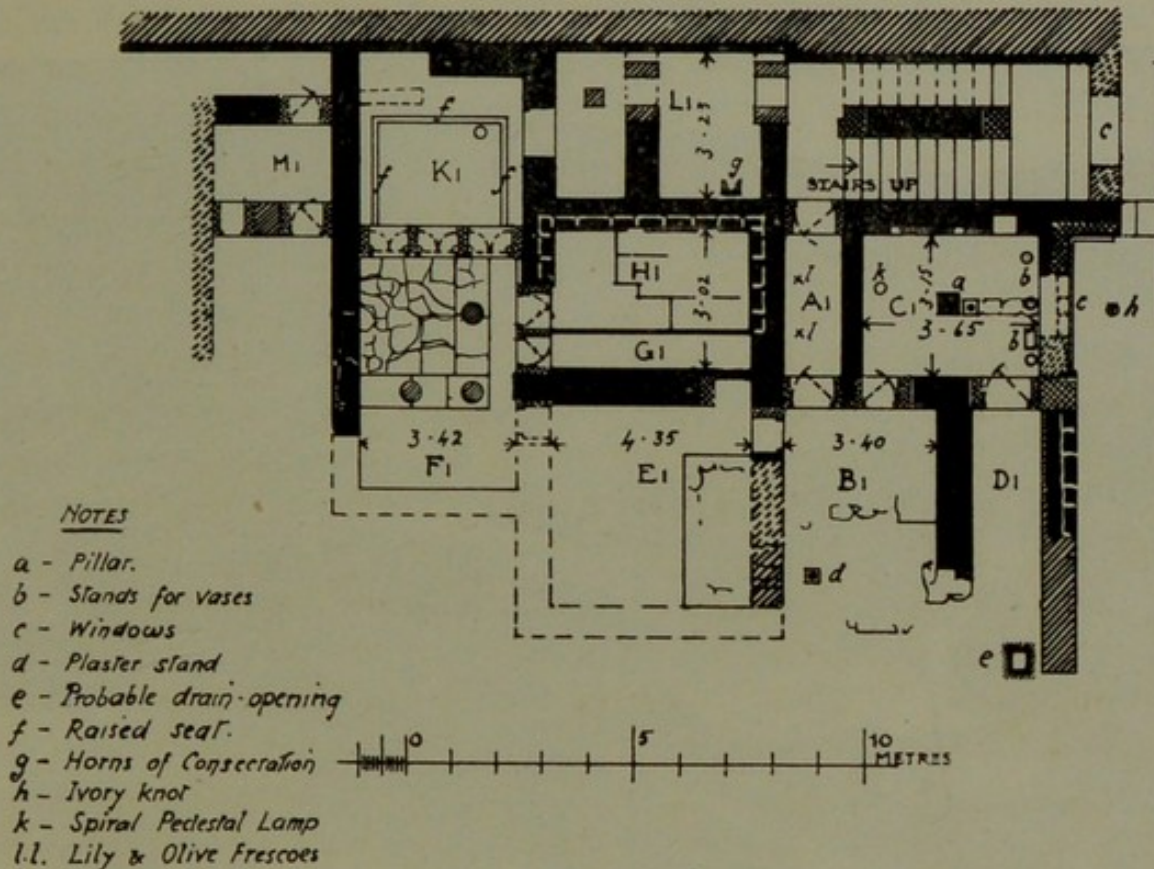 f
L1
3·23
g
c
M1
K1
f
f
STAIRS UP
H1
3·02
G1
x l
A1
x l
k
C1
3·15
a
3·65
b
b
c
h
3·42
F1
4·35
E1
3·40
B1
D1
d
e
NOTES
a - Pillar.
b - Stands for vases
c - Windows
d - Plaster stand
e - Probable drain-opening
f - Raised seat.
g - Horns of Consecration
h - Ivory knot
k - Spiral Pedestal Lamp
l.l. Lily & Olive Frescoes
0 5 10
METRES